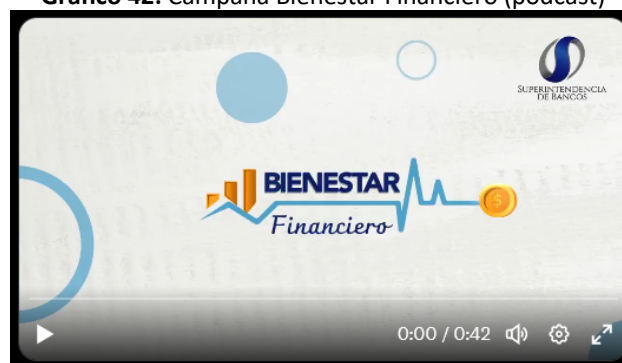 Gráfico 42: Campaña Bienestar Financiero (podcast)
SUPERINTENDENCIA
DE BANCOS
BIENESTAR
Financiero
$
0:00 / 0:42